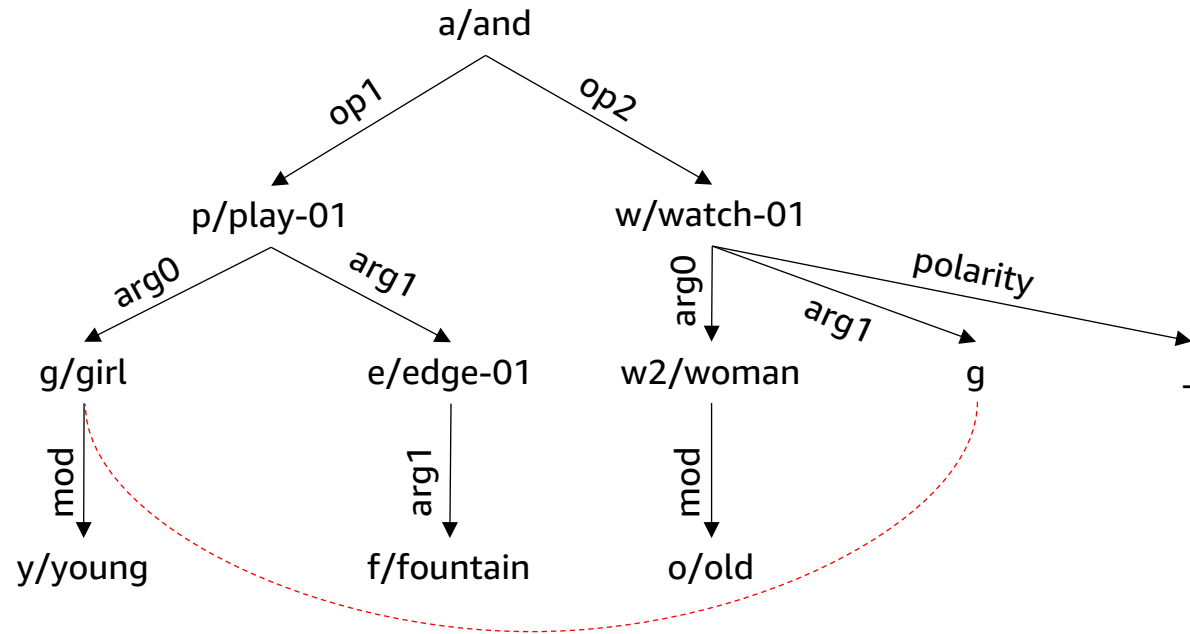 a/and
op1
op2
p/play-01
w/watch-01
arg0
arg1
arg0
arg1
polarity
g/girl
e/edge-01
w2/woman
g
-
mod
arg1
mod
y/young
f/fountain
o/old